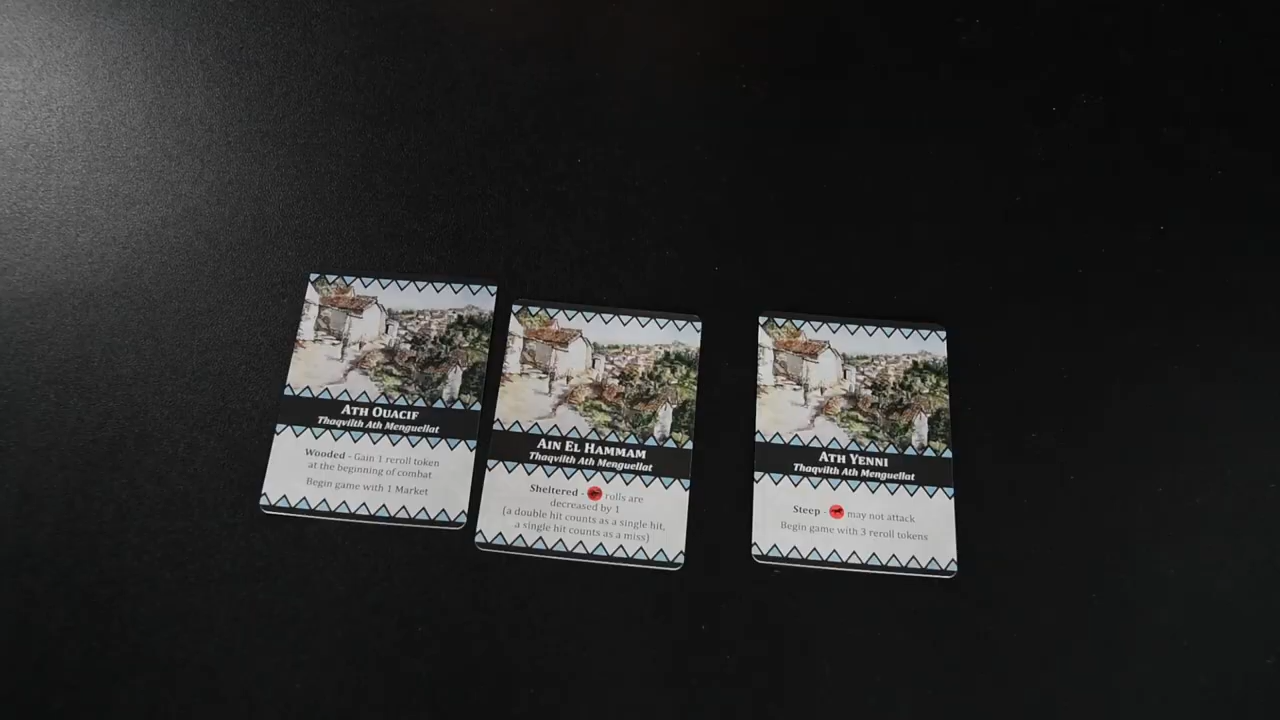 ATH OUACIF
Thaqvilth Ath Menguellat
Wooded - Gain 1 reroll token
at the beginning of combat
Begin game with 1 Market
AIN EL HAMMAM
Thaqvilth Ath Menguellat
Sheltered - rolls are
decreased by 1
(a double hit counts as a single hit,
a single hit counts as a miss)
ATH YENNI
Thaqvilth Ath Menguellat
Steep - may not attack
Begin game with 3 reroll tokens